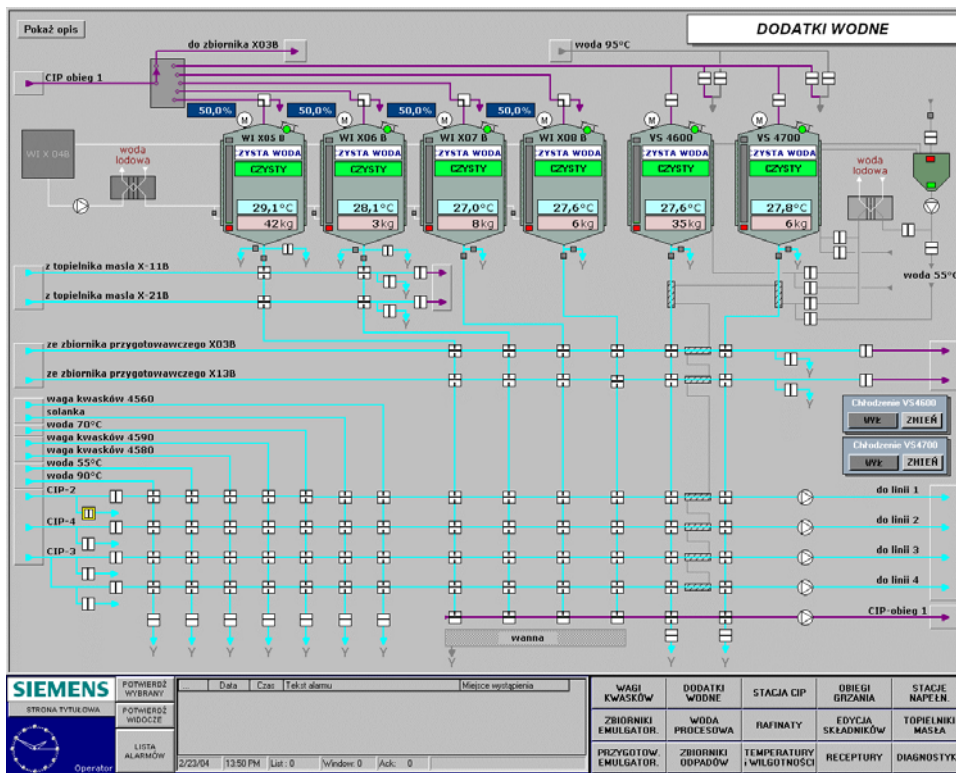 Pokaż opis
DODATKI WODNE
do zbiornika X03B
woda 95°C
CIP obieg 1
50,0%
50,0%
50,0%
50,0%
M
M
M
M
M
M
WI X05 B
WI X06 B
WI X07 B
WI X08 B
VS 4600
VS 4700
WI X 04B
woda
lodowa
CZYSTA WODA
CZYSTA WODA
CZYSTA WODA
CZYSTA WODA
CZYSTA WODA
CZYSTA WODA
CZYSTY
CZYSTY
CZYSTY
CZYSTY
CZYSTY
CZYSTY
woda
lodowa
29,1°C
28,1°C
27,0°C
27,6°C
27,6°C
27,8°C
42kg
3kg
8kg
6kg
35kg
6kg
z topielnika masla X-11B
woda 55°C
z topielnika masla X-21B
ze zbiornika przygotowawczego X03B
ze zbiornika przygotowawczego X13B
waga kwasków 4560
solanka
woda 70°C
waga kwasków 4590
waga kwasków 4580
woda 55°C
woda 90°C
Chłodzenie VS4600
WYŁ ZMIEŃ
Chłodzenie VS4700
WYŁ ZMIEŃ
CIP-2
do linii 1
CIP-4
do linii 2
CIP-3
do linii 3
do linii 4
CIP-obieg 1
wanna
SIEMENS
STRONA TYTUŁOWA
Operator
POTWIERDŹ
WYBRANY
POTWIERDŹ
WIDOCZE
LISTA
ALARMÓW
... Data Czas Tekst alarmu Miejsce wystąpienia
2/23/04 13:50 PM List : 0 Window: 0 Ack: 0
WAGI
KWASKÓW
DODATKI
WODNE
STACJA CIP
OBIEGI
GRZANIA
STACJE
NAPEŁN.
ZBIORNIKI
EMULGATOR.
WODA
PROCESOWA
RAFINATY
EDYCJA
SKŁADNIKÓW
TOPIELNIKI
MASŁA
PRZYGOTOW.
EMULGATOR.
ZBIORNIKI
ODPADÓW
TEMPERATURY
i WILGOTNOŚCI
RECEPTURY
DIAGNOSTYK